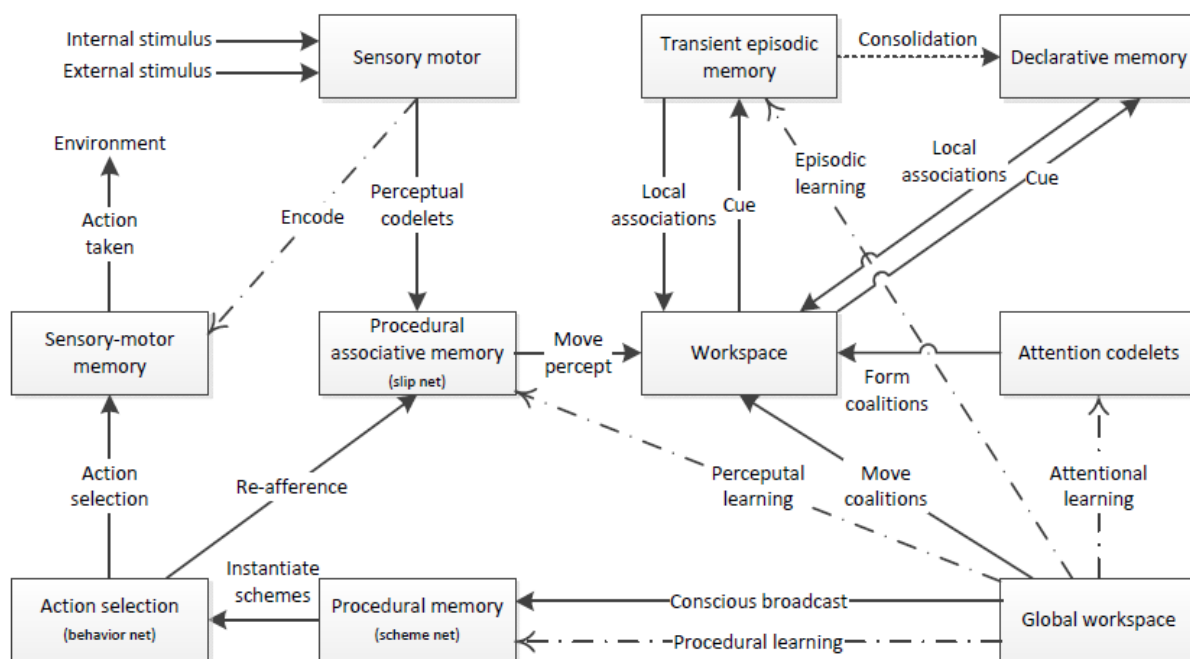 Internal stimulus
External stimulus
Sensory motor
Transient episodic
memory
Consolidation
Declarative memory
Environment
Action
taken
Encode
Perceptual
codelets
Local
associations
Cue
Episodic
learning
Local
associations
Cue
Sensory-motor
memory
Procedural
associative memory
(slip net)
Move
percept
Workspace
Form
coalitions
Attention codelets
Action
selection
Re-afference
Perceputal
learning
Move
coalitions
Attentional
learning
Action selection
(behavior net)
Instantiate
schemes
Procedural memory
(scheme net)
Conscious broadcast
Procedural learning
Global workspace